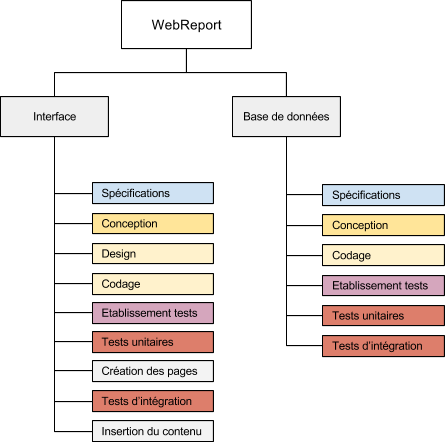 WebReport
Interface
Base de données
Spécifications
Conception
Design
Codage
Etablissement tests
Tests unitaires
Création des pages
Tests d'intégration
Insertion du contenu
Spécifications
Conception
Codage
Etablissement tests
Tests unitaires
Tests d'intégration